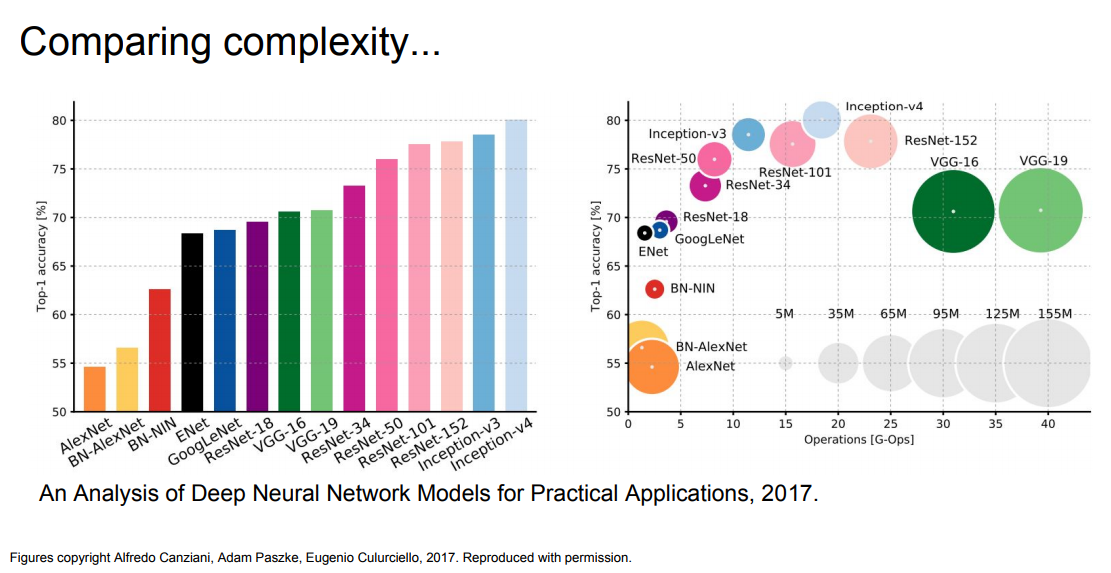 Comparing complexity...
Top-1 accuracy [%]
80
75
70
65
60
55
50
AlexNet
BN-AlexNet
BN-NIN
ENet
GoogLeNet
ResNet-18
VGG-16
VGG-19
ResNet-34
ResNet-50
ResNet-101
ResNet-152
Inception-v3
Inception-v4
Top-1 accuracy [%]
80
75
70
65
60
55
50
Inception-v4
Inception-v3
ResNet-152
ResNet-50
VGG-16
VGG-19
ResNet-101
ResNet-34
ResNet-18
GoogLeNet
ENet
BN-NIN
5M
35M
65M
95M
125M
155M
BN-AlexNet
AlexNet
0
5
10
15
20
25
30
35
40
Operations [G-Ops]
An Analysis of Deep Neural Network Models for Practical Applications, 2017.
Figures copyright Alfredo Canziani, Adam Paszke, Eugenio Culurciello, 2017. Reproduced with permission.